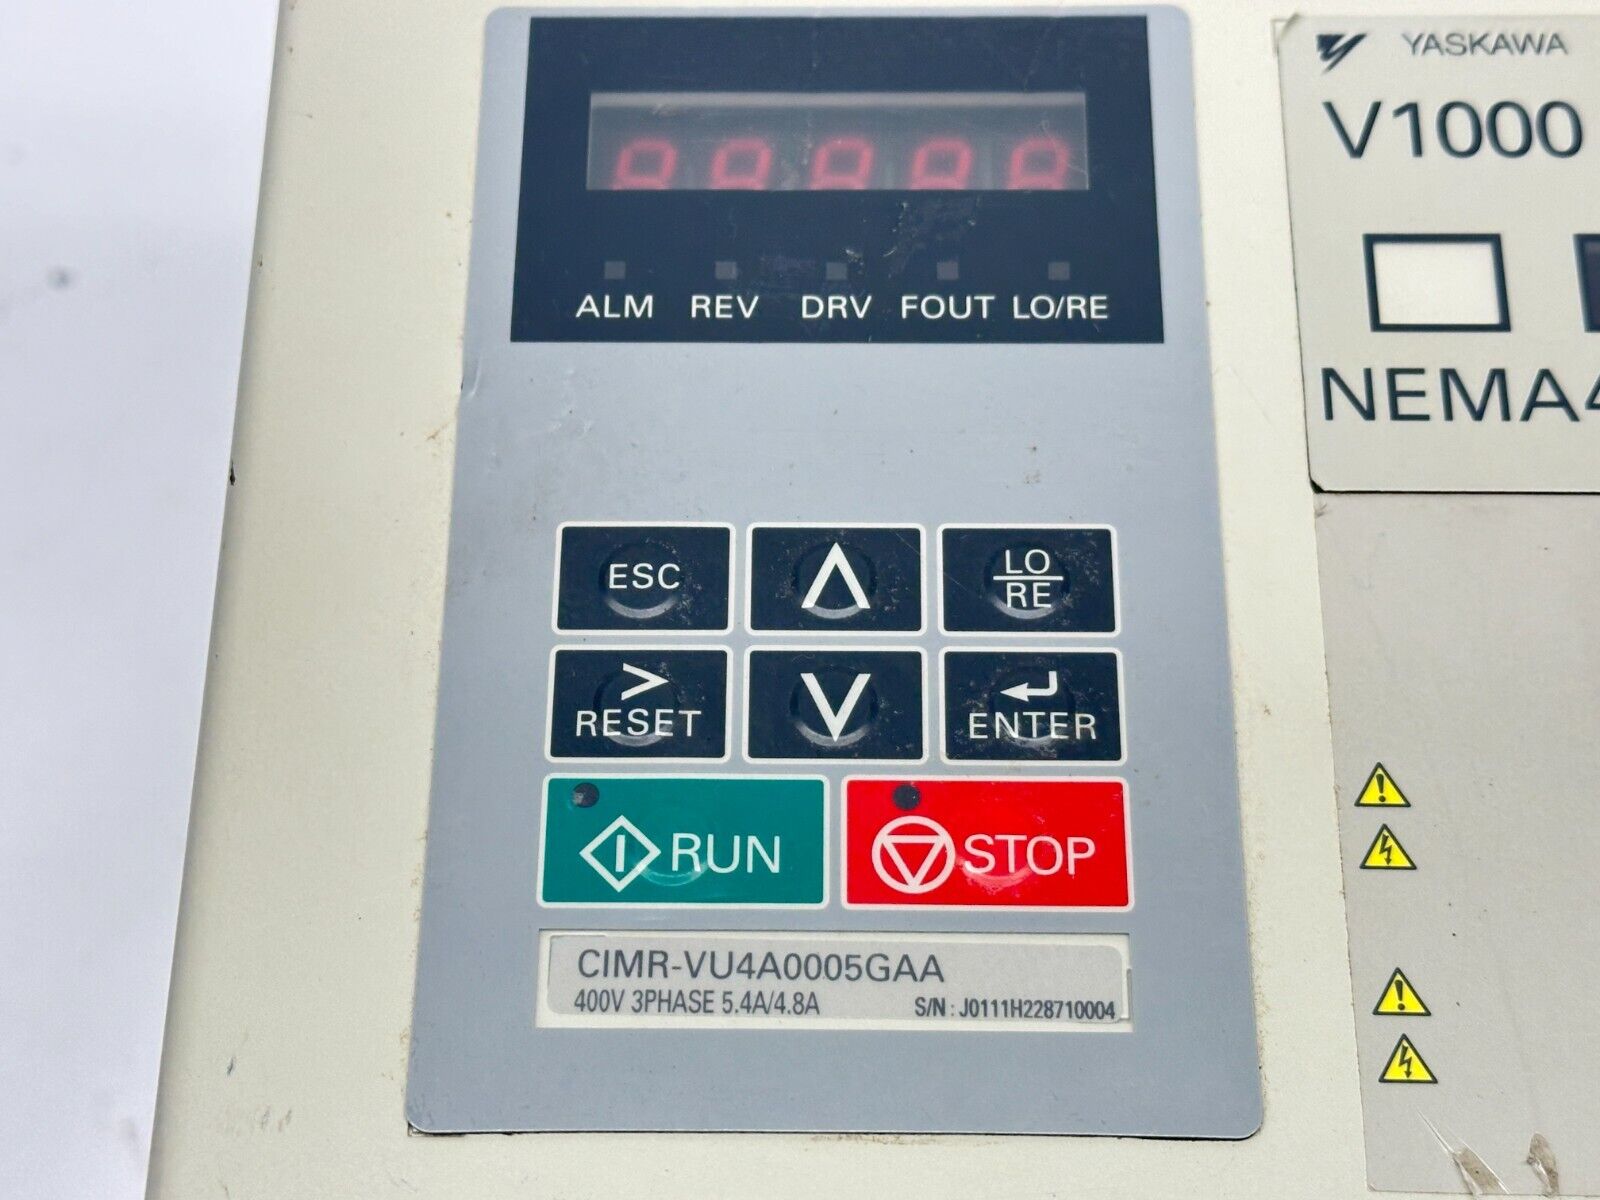 YASKAWA
V1000
NEMA4
ALM REV DRV FOUT LO/RE
ESC
LO
RE
>
RESET
ENTER
RUN
STOP
CIMR-VU4A0005GAA
400V 3PHASE 5.4A/4.8A S/N : J0111H228710004